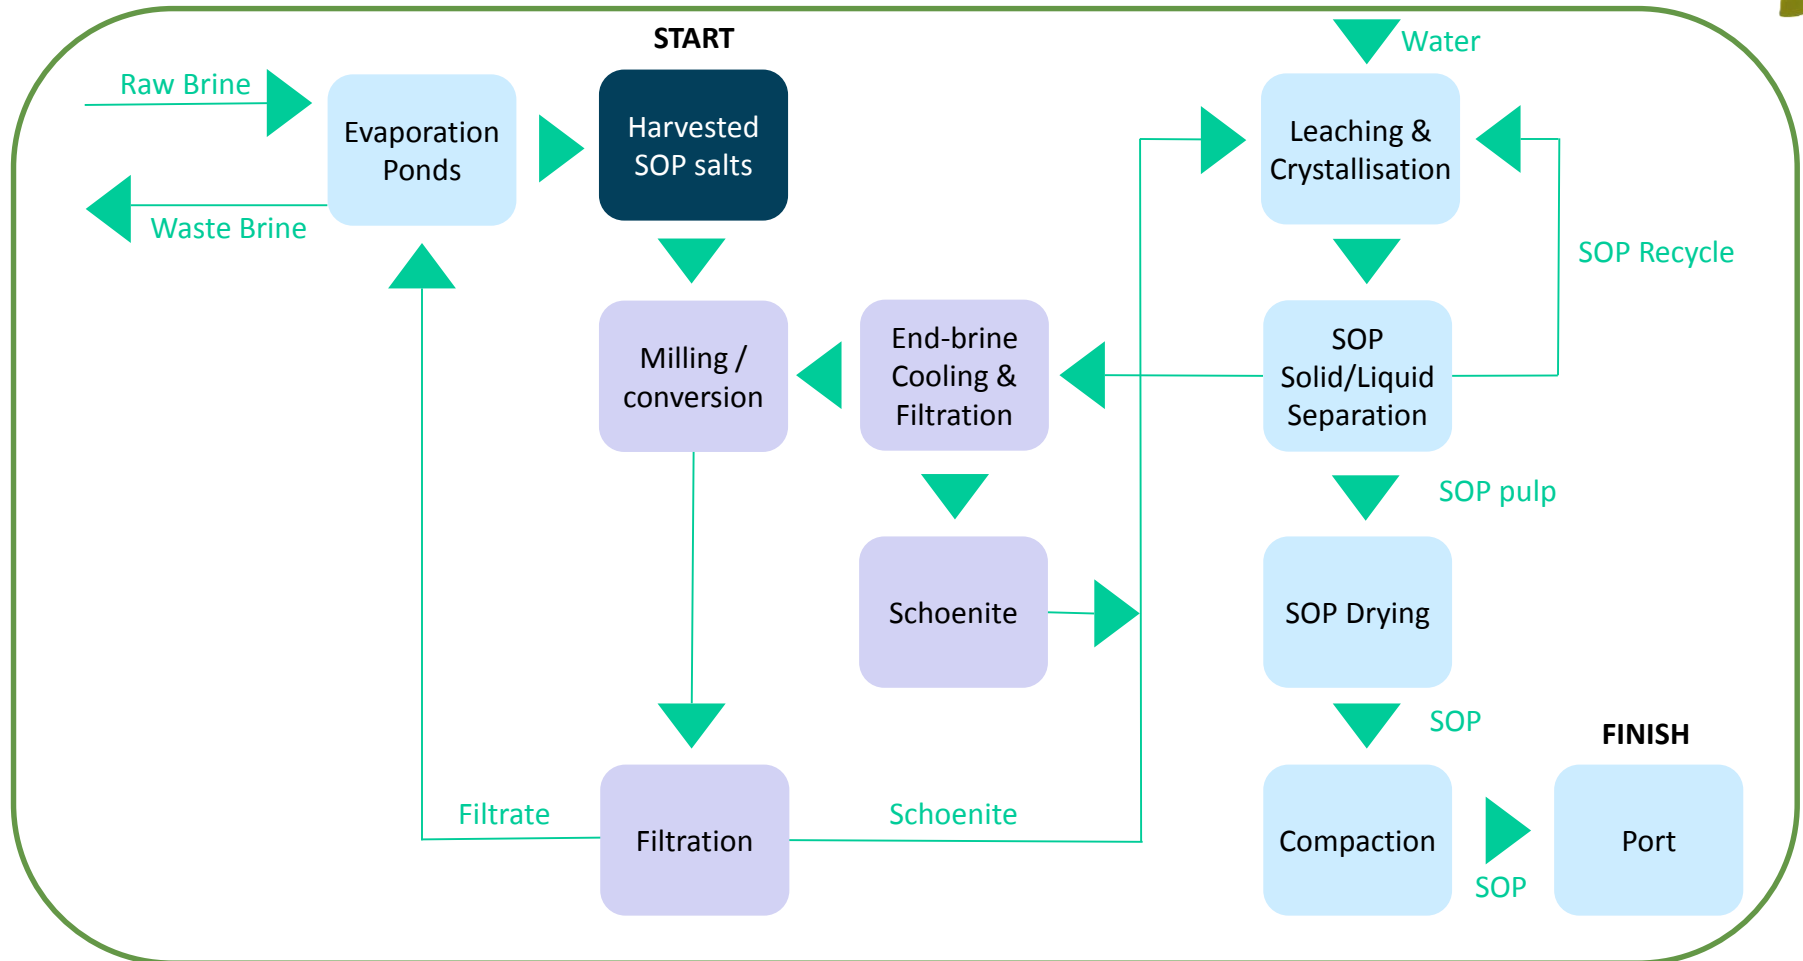 START
Water
Raw Brine
Evaporation
Ponds
Harvested
SOP salts
Leaching &
Crystallisation
Waste Brine
SOP Recycle
Milling /
conversion
End-brine
Cooling &
Filtration
SOP
Solid/Liquid
Separation
SOP pulp
Schoenite
SOP Drying
SOP
FINISH
Filtrate
Filtration
Schoenite
Compaction
SOP
Port